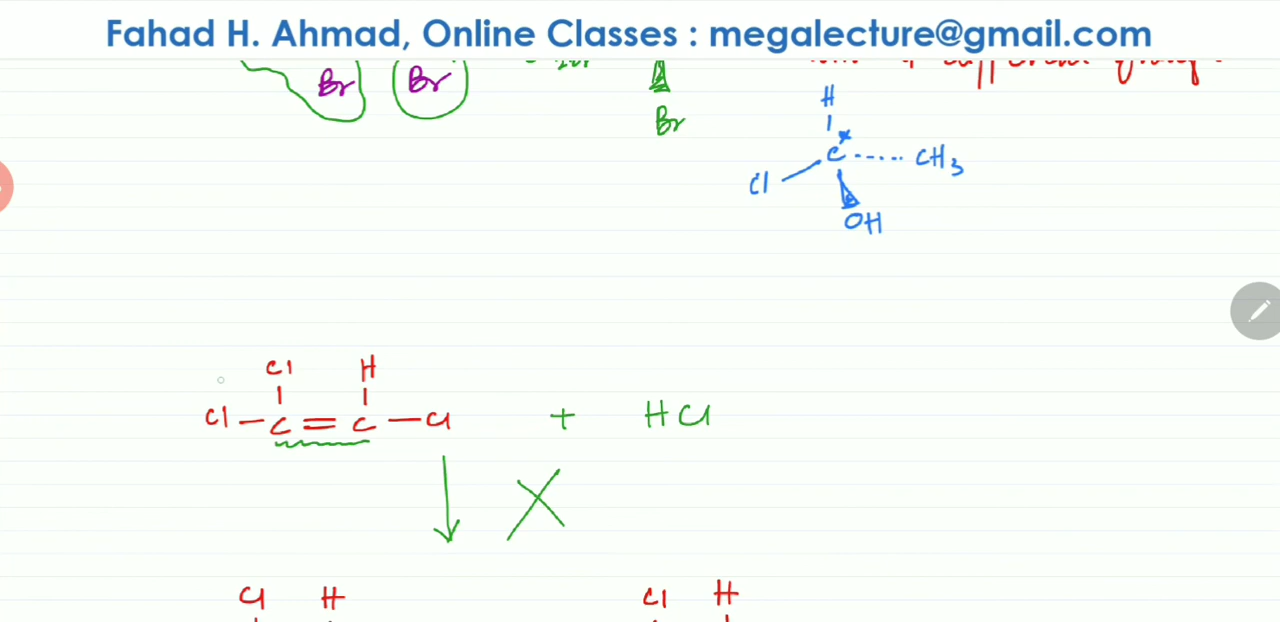 Fahad H. Ahmad, Online Classes : megalecture@gmail.com
Br Br
Br
H
C* CH3
Cl
OH
Cl H
Cl - C = C - Cl + HCl
Cl H Cl H